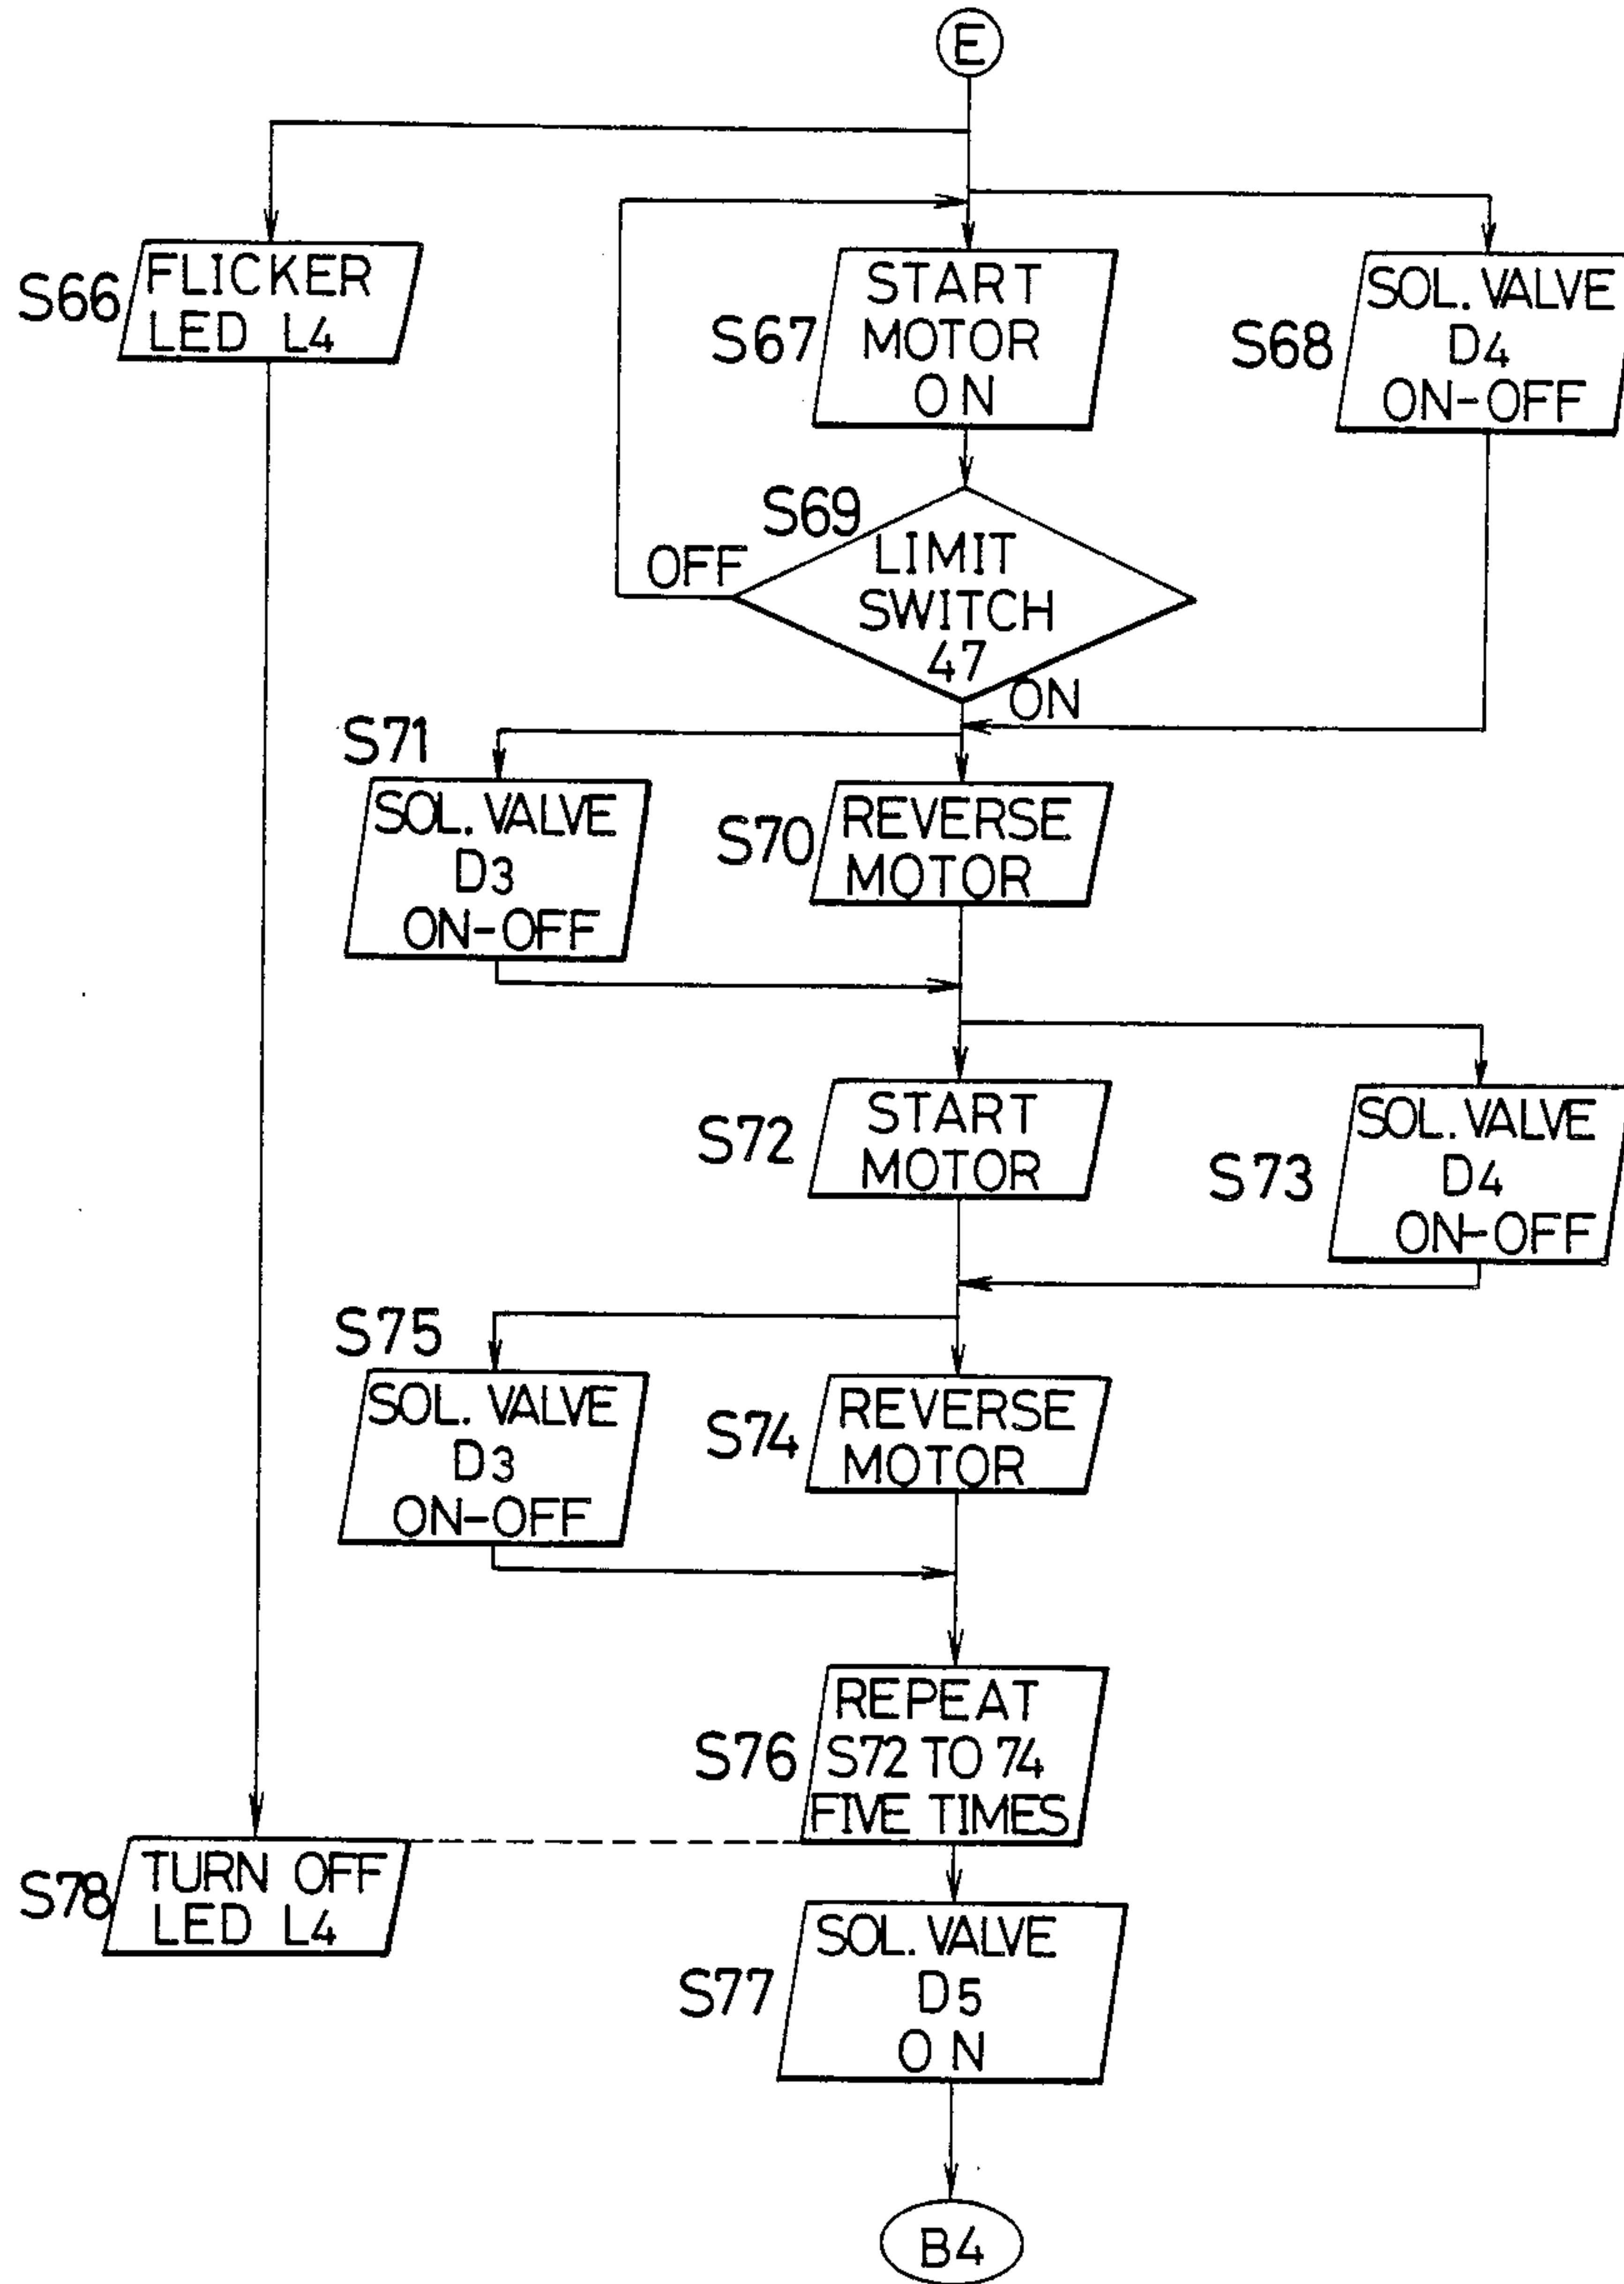 E
S66
FLICKER
LED L4
S67
START
MOTOR
ON
S68
SOL. VALVE
D4
ON-OFF
S69
LIMIT
SWITCH
47
OFF
ON
S71
SOL. VALVE
D3
ON-OFF
S70
REVERSE
MOTOR
S72
START
MOTOR
S73
SOL. VALVE
D4
ON-OFF
S75
SOL. VALVE
D3
ON-OFF
S74
REVERSE
MOTOR
S76
REPEAT
S72 TO 74
FIVE TIMES
S78
TURN OFF
LED L4
S77
SOL. VALVE
D5
ON
B4